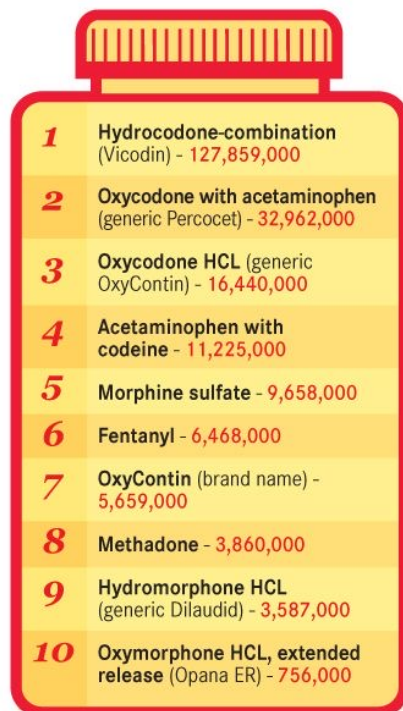 1 Hydrocodone-combination
(Vicodin) - 127,859,000
2 Oxycodone with acetaminophen
(generic Percocet) - 32,962,000
3 Oxycodone HCL (generic
OxyContin) - 16,440,000
4 Acetaminophen with
codeine - 11,225,000
5 Morphine sulfate - 9,658,000
6 Fentanyl - 6,468,000
7 OxyContin (brand name) -
5,659,000
8 Methadone - 3,860,000
9 Hydromorphone HCL
(generic Dilaudid) - 3,587,000
10 Oxymorphone HCL, extended
release (Opana ER) - 756,000